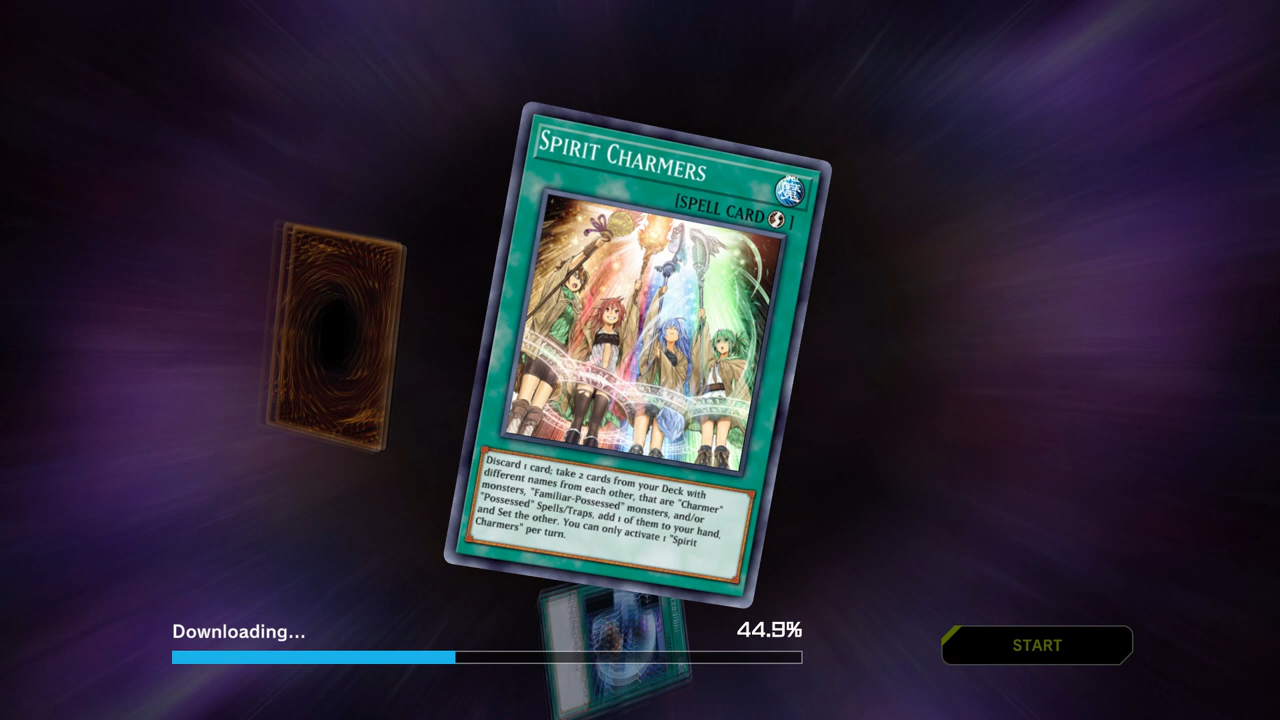 SPIRIT CHARMERS
[SPELL CARD ]
Discard 1 card; take 2 cards from your Deck with
different names from each other, that are "Charmer"
monsters, "Familiar-Possessed" monsters, and/or
"Possessed" Spells/Traps, add 1 of them to your hand,
and Set the other. You can only activate 1 "Spirit
Charmers" per turn.
Downloading...
44.9%
START